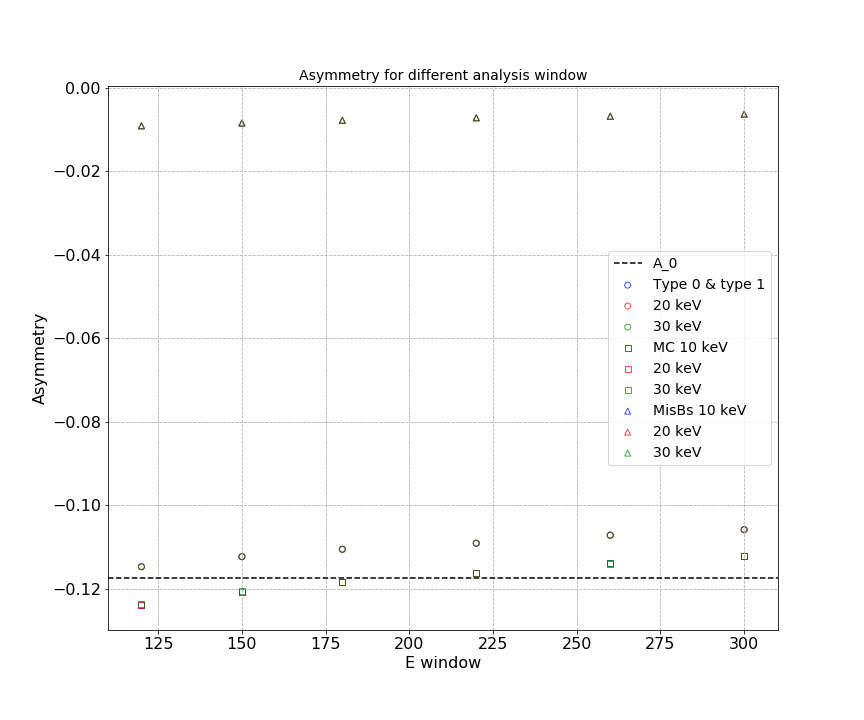 Asymmetry for different analysis window
0.00
−0.02
−0.04
−0.06
−0.08
−0.10
−0.12
Asymmetry
A_0
Type 0 & type 1
20 keV
30 keV
MC 10 keV
20 keV
30 keV
MisBs 10 keV
20 keV
30 keV
125 150 175 200 225 250 275 300
E window